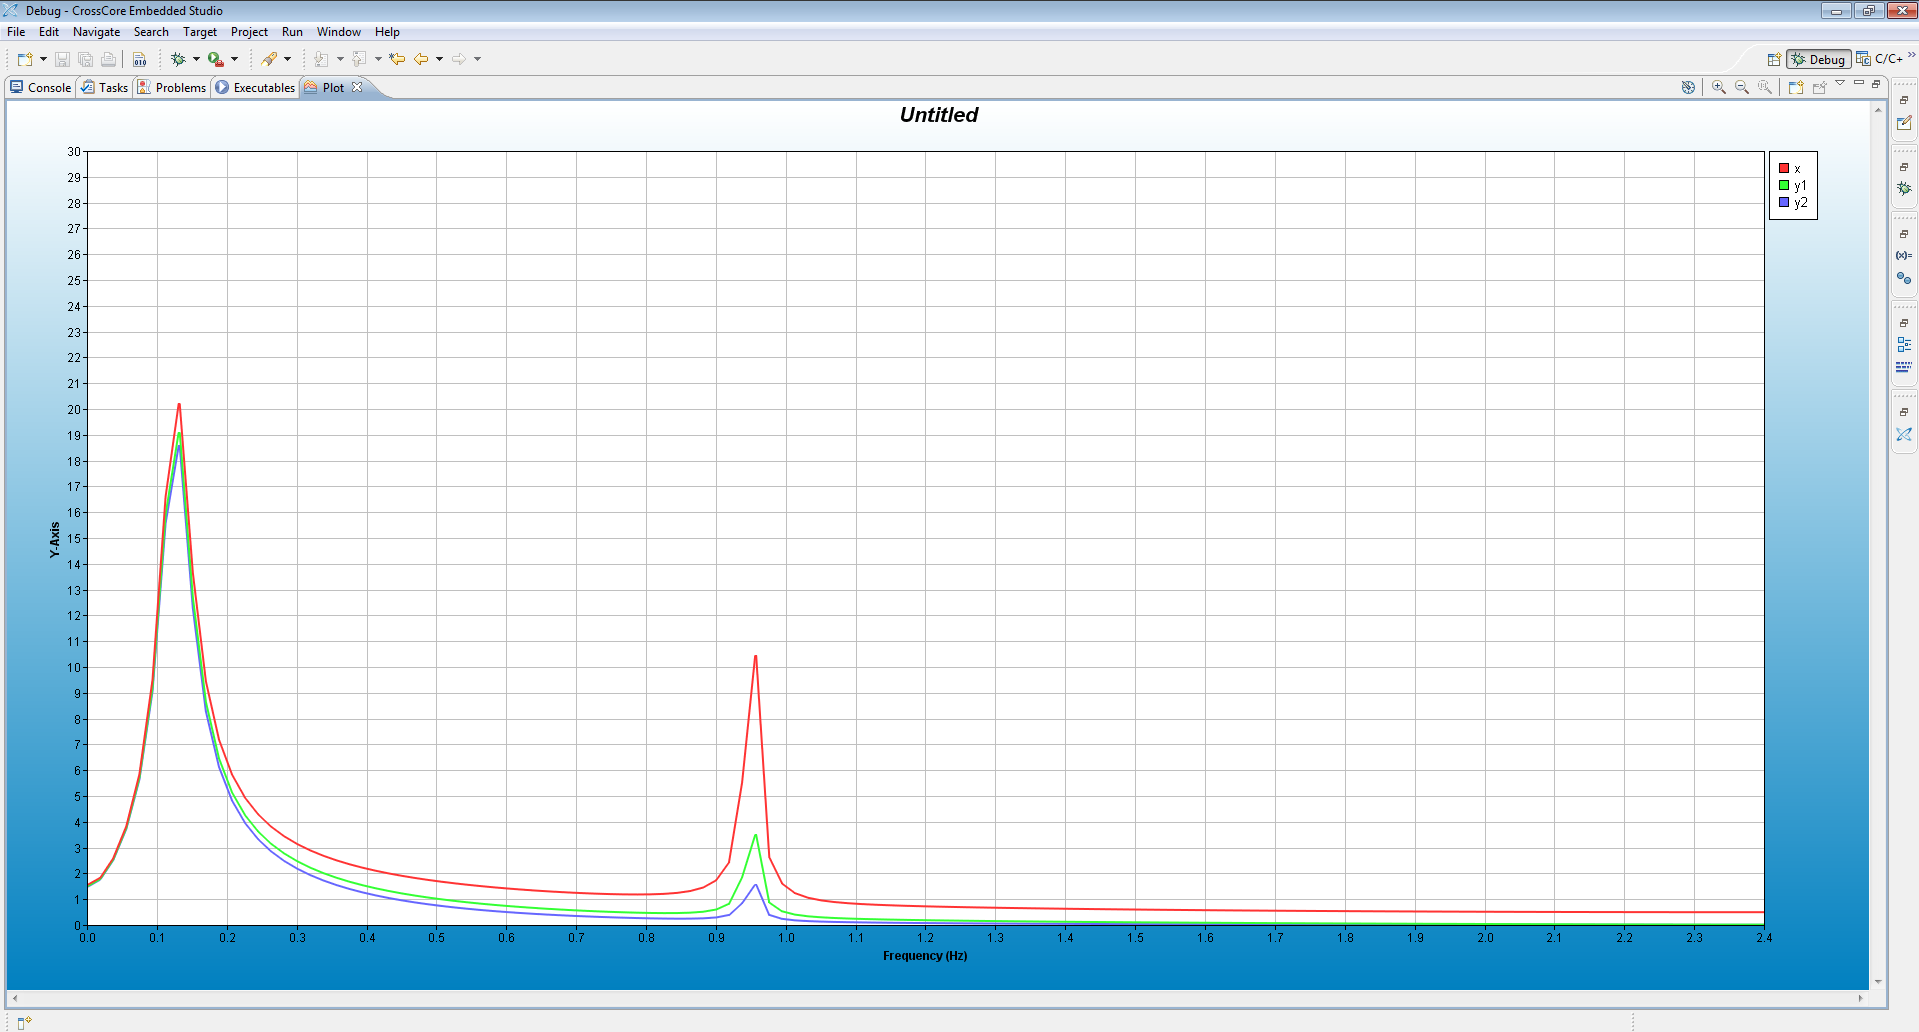 Debug - CrossCore Embedded Studio
File Edit Navigate Search Target Project Run Window Help
010
Debug C/C+ »
Console Tasks Problems Executables Plot
(x)=
Untitled
x
y1
y2
30
29
28
27
26
25
24
23
22
21
20
19
18
17
16
15
14
13
12
11
10
9
8
7
6
5
4
3
2
1
0
Y-Axis
0.0 0.1 0.2 0.3 0.4 0.5 0.6 0.7 0.8 0.9 1.0 1.1 1.2 1.3 1.4 1.5 1.6 1.7 1.8 1.9 2.0 2.1 2.2 2.3 2.4
Frequency (Hz)